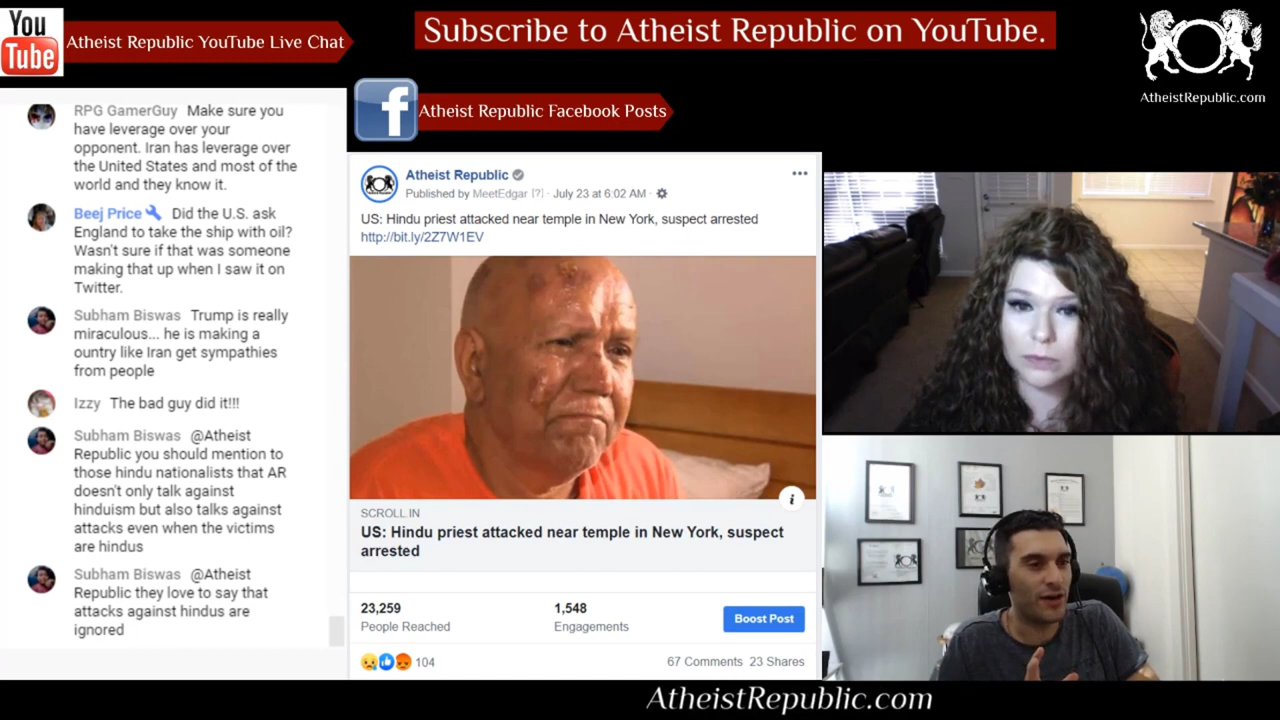 You
Tube
Atheist Republic YouTube Live Chat
Subscribe to Atheist Republic on YouTube.
AtheistRepublic.com
Atheist Republic Facebook Posts
RPG GamerGuy Make sure you
have leverage over your
opponent. Iran has leverage over
the United States and most of the
world and they know it.
Beej Price Did the U.S. ask
England to take the ship with oil?
Wasn't sure if that was someone
making that up when I saw it on
Twitter.
Subham Biswas Trump is really
miraculous... he is making a
ountry like Iran get sympathies
from people
Izzy The bad guy did it!!!
Subham Biswas @Atheist
Republic you should mention to
those hindu nationalists that AR
doesn't only talk against
hinduism but also talks against
attacks even when the victims
are hindus
Subham Biswas @Atheist
Republic they love to say that
attacks against hindus are
ignored
Atheist Republic
Published by MeetEdgar [?] · July 23 at 6:02 AM ·
US: Hindu priest attacked near temple in New York, suspect arrested
http://bit.ly/2Z7W1EV
SCROLL IN
US: Hindu priest attacked near temple in New York, suspect
arrested
23,259
People Reached
1,548
Engagements
Boost Post
104
67 Comments 23 Shares
AtheistRepublic.com